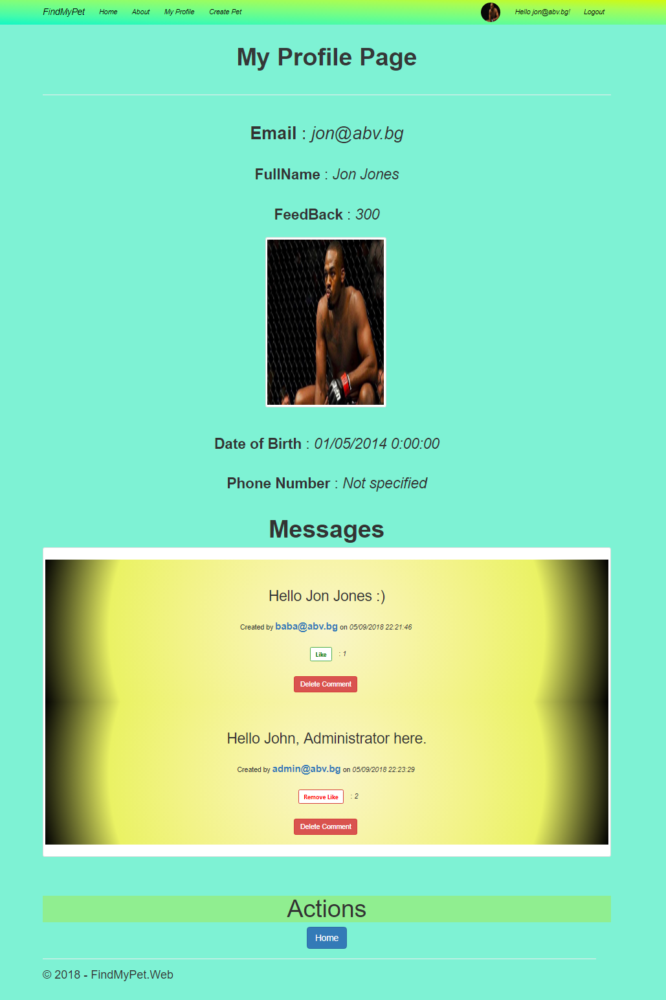 FindMyPet Home About My Profile Create Pet Hello jon@abv.bg! Logout
My Profile Page
Email : jon@abv.bg
FullName : Jon Jones
FeedBack : 300
Date of Birth : 01/05/2014 0:00:00
Phone Number : Not specified
Messages
Hello Jon Jones :)
Created by baba@abv.bg on 05/09/2018 22:21:46
Like : 1
Delete Comment
Hello John, Administrator here.
Created by admin@abv.bg on 05/09/2018 22:23:29
Remove Like : 2
Delete Comment
Actions
Home
© 2018 - FindMyPet.Web